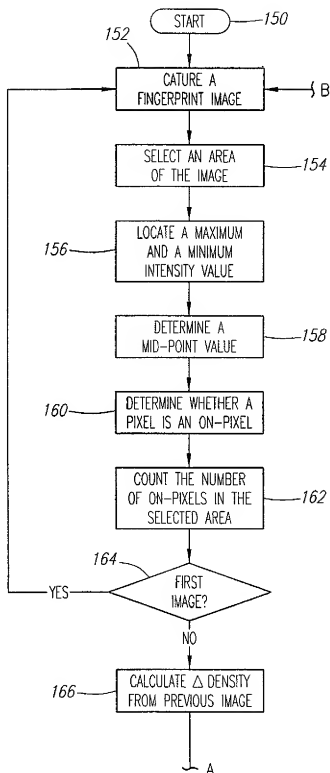 START
150
152
CATURE A
FINGERPRINT IMAGE
B
SELECT AN AREA
OF THE IMAGE
154
156
LOCATE A MAXIMUM
AND A MINIMUM
INTENSITY VALUE
DETERMINE A
MID-POINT VALUE
158
160
DETERMINE WHETHER A
PIXEL IS AN ON-PIXEL
COUNT THE NUMBER
OF ON-PIXELS IN THE
SELECTED AREA
162
164
FIRST
IMAGE?
YES
NO
166
CALCULATE △ DENSITY
FROM PREVIOUS IMAGE
A